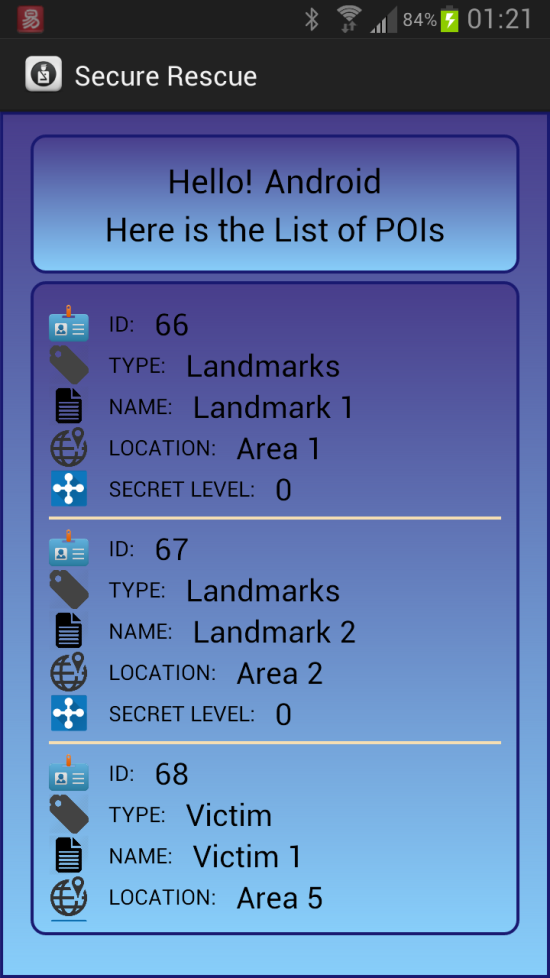 易
84%
01:21
Secure Rescue
Hello! Android
Here is the List of POIs
ID: 66
TYPE: Landmarks
NAME: Landmark 1
LOCATION: Area 1
SECRET LEVEL: 0
ID: 67
TYPE: Landmarks
NAME: Landmark 2
LOCATION: Area 2
SECRET LEVEL: 0
ID: 68
TYPE: Victim
NAME: Victim 1
LOCATION: Area 5